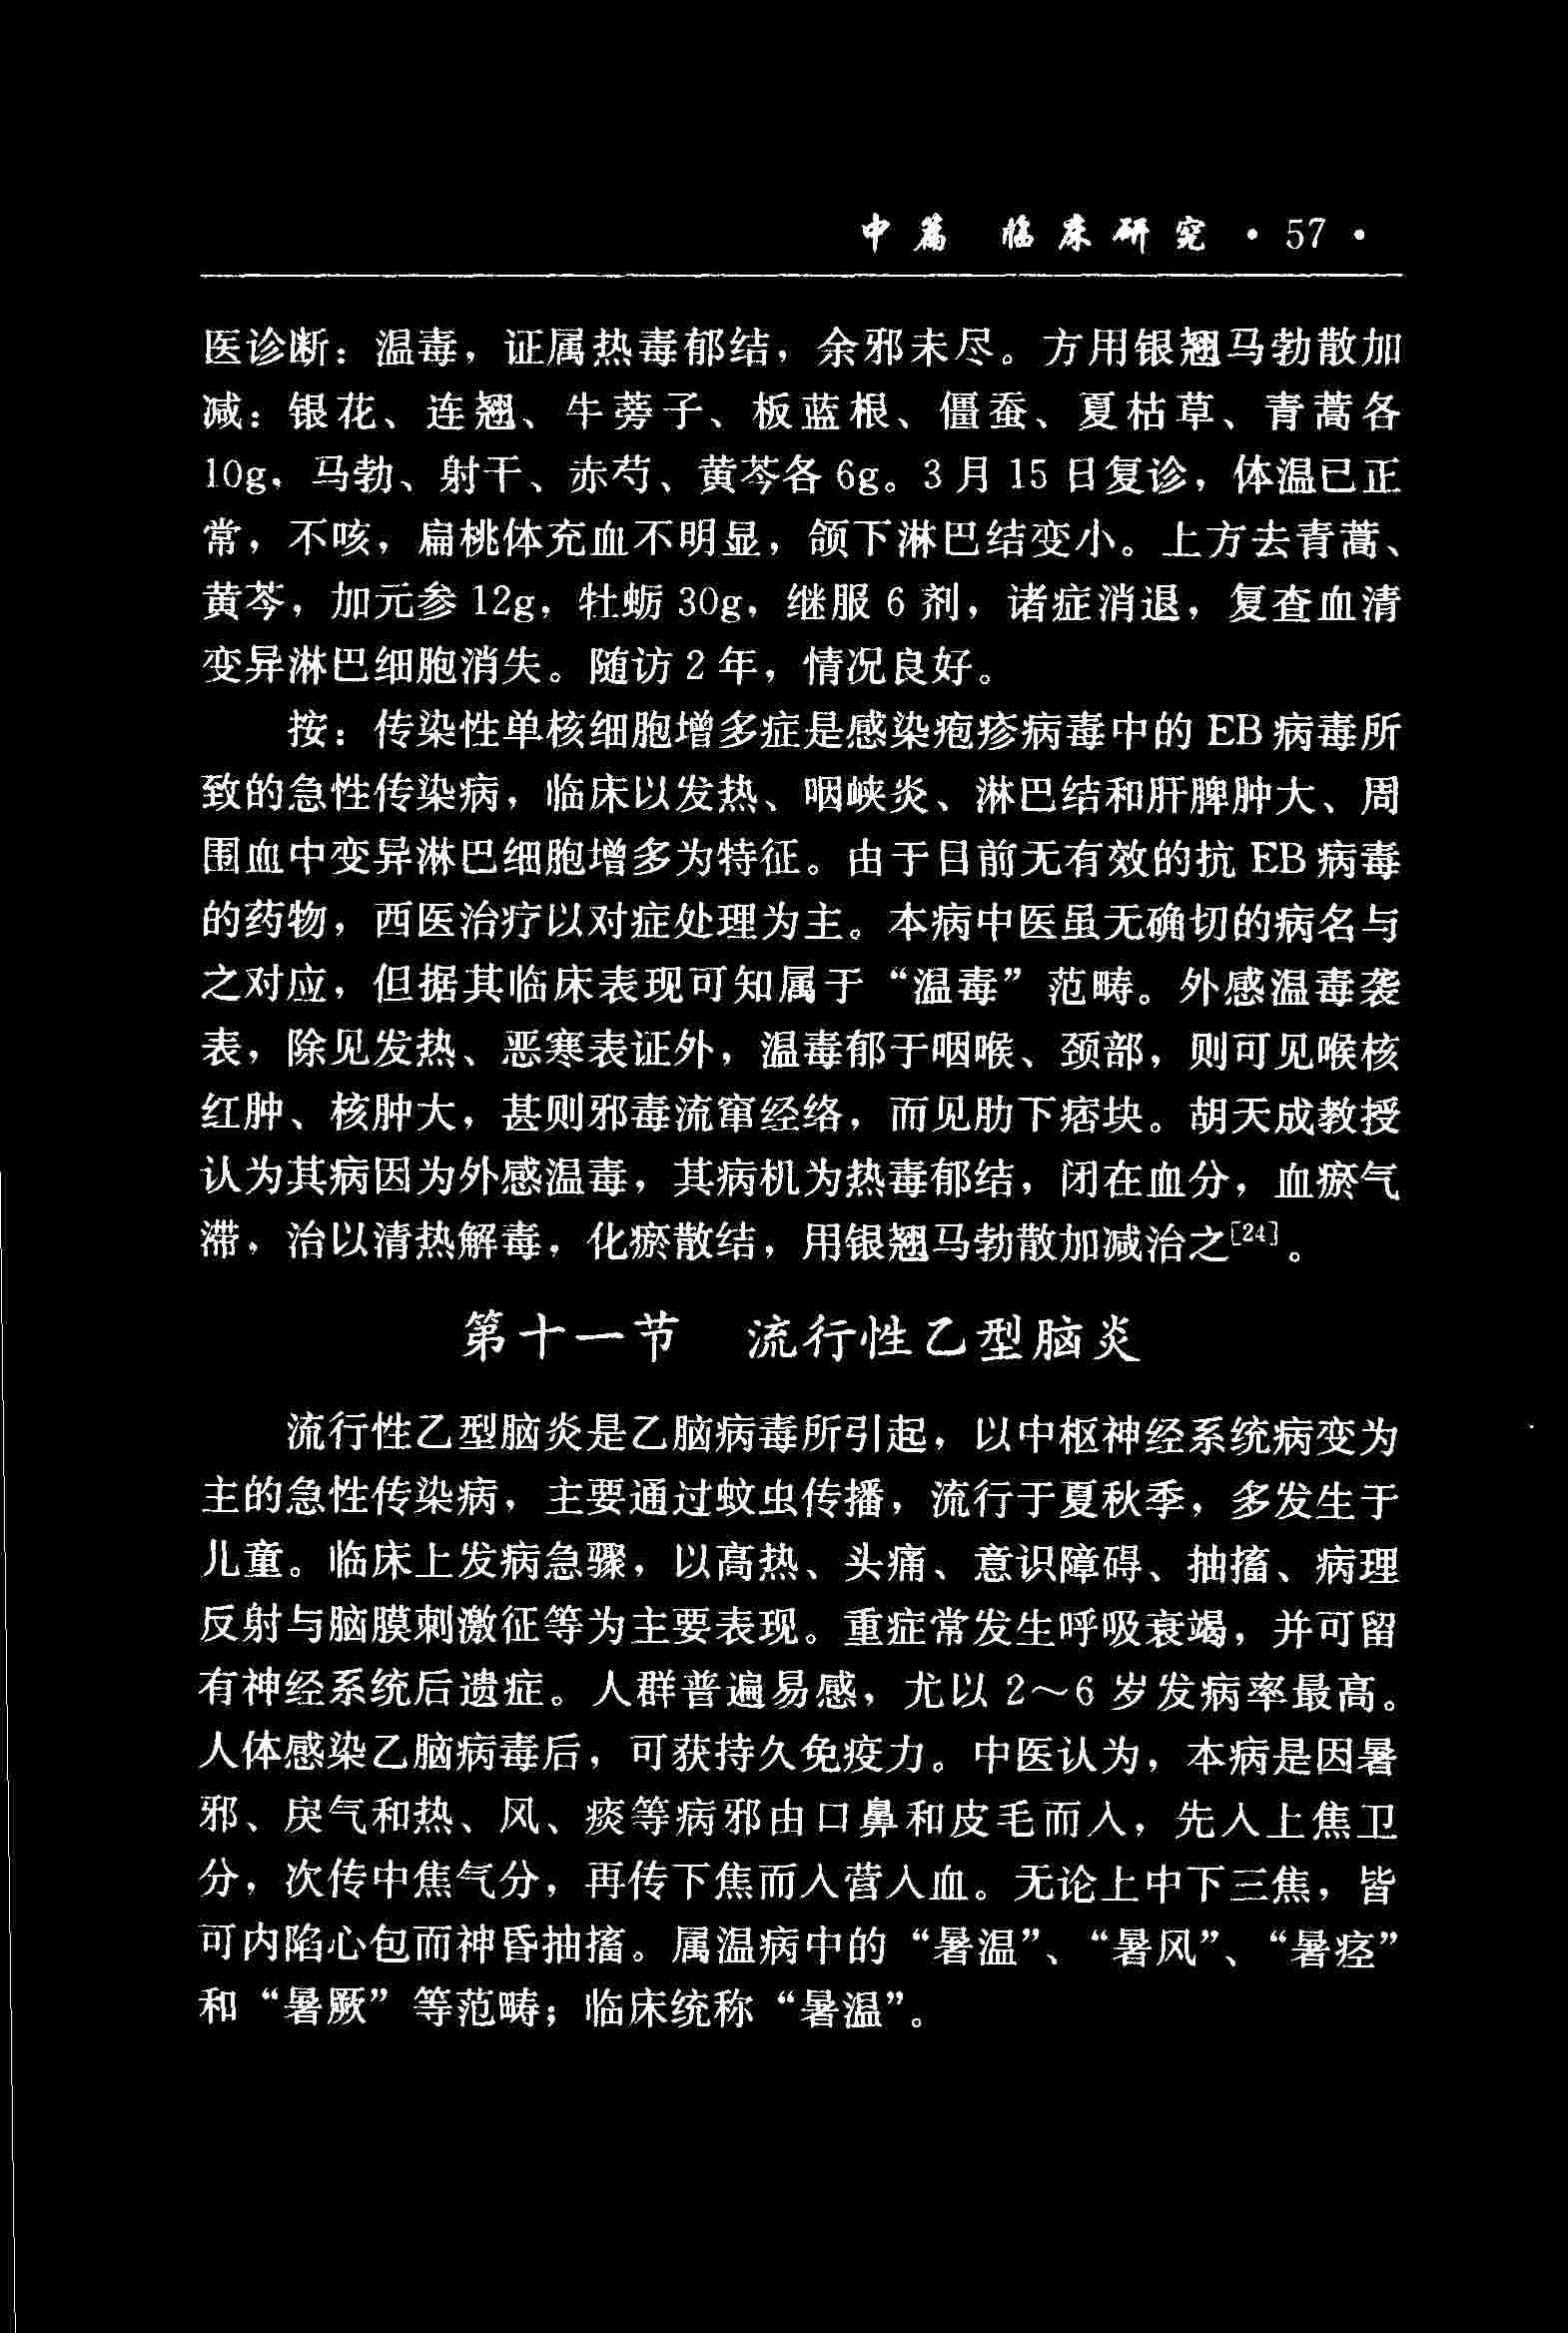 中篇 临床研究 · 57 ·
医诊断：温毒，证属热毒郁结，余邪未尽。方用银翘马勃散加
减：银花、连翘、牛蒡子、板蓝根、僵蚕、夏枯草、青蒿各
10g，马勃、射干、赤芍、黄芩各 6g。3 月 15 日复诊，体温已正
常，不咳，扁桃体充血不明显，颌下淋巴结变小。上方去青蒿、
黄芩，加元参 12g，牡蛎 30g，继服 6 剂，诸症消退，复查血清
变异淋巴细胞消失。随访 2 年，情况良好。
按：传染性单核细胞增多症是感染疱疹病毒中的 EB 病毒所
致的急性传染病，临床以发热、咽峡炎、淋巴结和肝脾肿大、周
围血中变异淋巴细胞增多为特征。由于目前无有效的抗 EB 病毒
的药物，西医治疗以对症处理为主。本病中医虽无确切的病名与
之对应，但据其临床表现可知属于“温毒”范畴。外感温毒袭
表，除见发热、恶寒表证外，温毒郁于咽喉、颈部，则可见喉核
红肿、核肿大，甚则邪毒流窜经络，而见肋下痞块。胡天成教授
认为其病因为外感温毒，其病机为热毒郁结，闭在血分，血瘀气
滞，治以清热解毒，化瘀散结，用银翘马勃散加减治之[24]。
第十一节 流行性乙型脑炎
流行性乙型脑炎是乙脑病毒所引起，以中枢神经系统病变为
主的急性传染病，主要通过蚊虫传播，流行于夏秋季，多发生于
儿童。临床上发病急骤，以高热、头痛、意识障碍、抽搐、病理
反射与脑膜刺激征等为主要表现。重症常发生呼吸衰竭，并可留
有神经系统后遗症。人群普遍易感，尤以 2～6 岁发病率最高。
人体感染乙脑病毒后，可获持久免疫力。中医认为，本病是因暑
邪、戾气和热、风、痰等病邪由口鼻和皮毛而入，先入上焦卫
分，次传中焦气分，再传下焦而入营入血。无论上中下三焦，皆
可内陷心包而神昏抽搐。属温病中的“暑温”、“暑风”、“暑痉”
和“暑厥”等范畴；临床统称“暑温”。